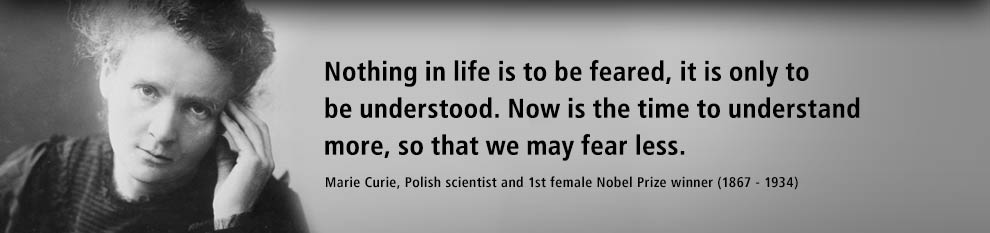 Nothing in life is to be feared, it is only to
be understood. Now is the time to understand
more, so that we may fear less.
Marie Curie, Polish scientist and 1st female Nobel Prize winner (1867 - 1934)